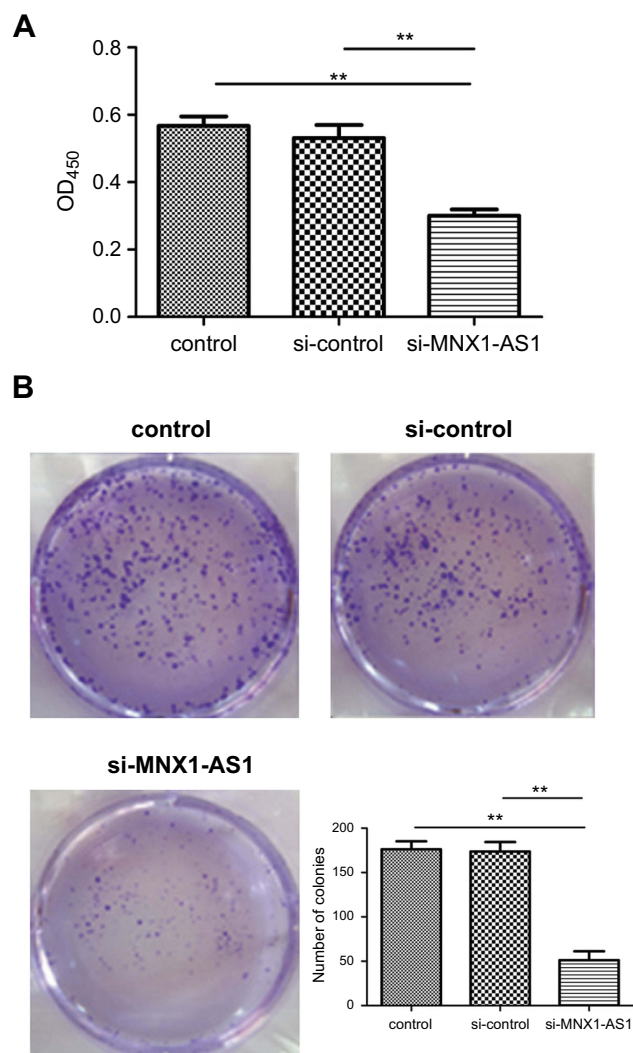 A
**
**
0.8
0.6
0.4
0.2
0.0
OD450
control si-control si-MNX1-AS1
B
control si-control
si-MNX1-AS1
**
**
200
150
100
50
0
Number of colonies
control si-control si-MNX1-AS1